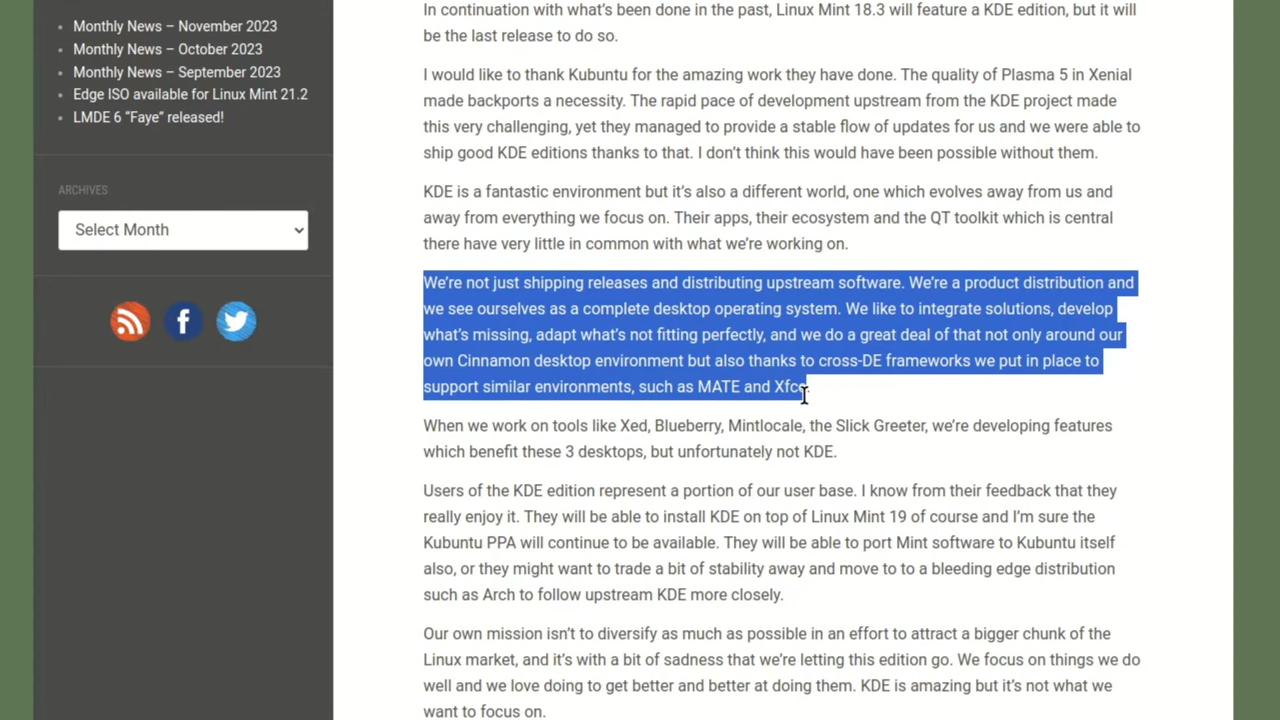 Monthly News – November 2023
Monthly News – October 2023
Monthly News – September 2023
Edge ISO available for Linux Mint 21.2
LMDE 6 “Faye” released!
ARCHIVES
Select Month
In continuation with what’s been done in the past, Linux Mint 18.3 will feature a KDE edition, but it will
be the last release to do so.
I would like to thank Kubuntu for the amazing work they have done. The quality of Plasma 5 in Xenial
made backports a necessity. The rapid pace of development upstream from the KDE project made
this very challenging, yet they managed to provide a stable flow of updates for us and we were able to
ship good KDE editions thanks to that. I don’t think this would have been possible without them.
KDE is a fantastic environment but it’s also a different world, one which evolves away from us and
away from everything we focus on. Their apps, their ecosystem and the QT toolkit which is central
there have very little in common with what we’re working on.
We’re not just shipping releases and distributing upstream software. We’re a product distribution and
we see ourselves as a complete desktop operating system. We like to integrate solutions, develop
what’s missing, adapt what’s not fitting perfectly, and we do a great deal of that not only around our
own Cinnamon desktop environment but also thanks to cross-DE frameworks we put in place to
support similar environments, such as MATE and Xfce.
When we work on tools like Xed, Blueberry, Mintlocale, the Slick Greeter, we’re developing features
which benefit these 3 desktops, but unfortunately not KDE.
Users of the KDE edition represent a portion of our user base. I know from their feedback that they
really enjoy it. They will be able to install KDE on top of Linux Mint 19 of course and I’m sure the
Kubuntu PPA will continue to be available. They will be able to port Mint software to Kubuntu itself
also, or they might want to trade a bit of stability away and move to to a bleeding edge distribution
such as Arch to follow upstream KDE more closely.
Our own mission isn’t to diversify as much as possible in an effort to attract a bigger chunk of the
Linux market, and it’s with a bit of sadness that we’re letting this edition go. We focus on things we do
well and we love doing to get better and better at doing them. KDE is amazing but it’s not what we
want to focus on.